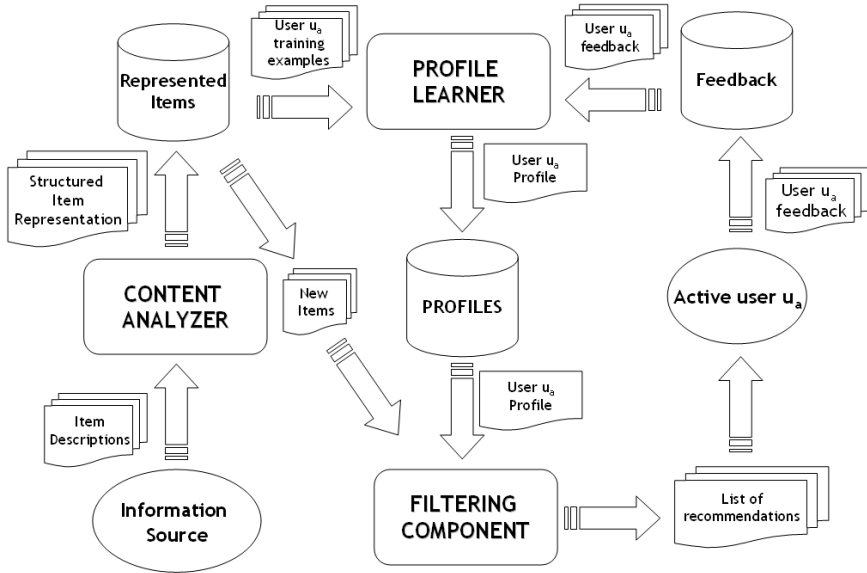 User uₐ
training
examples
User uₐ
feedback
Represented
Items
PROFILE
LEARNER
Feedback
Structured
Item
Representation
User uₐ
Profile
User uₐ
feedback
CONTENT
ANALYZER
New
Items
PROFILES
Active user uₐ
Item
Descriptions
User uₐ
Profile
Information
Source
FILTERING
COMPONENT
List of
recommendations